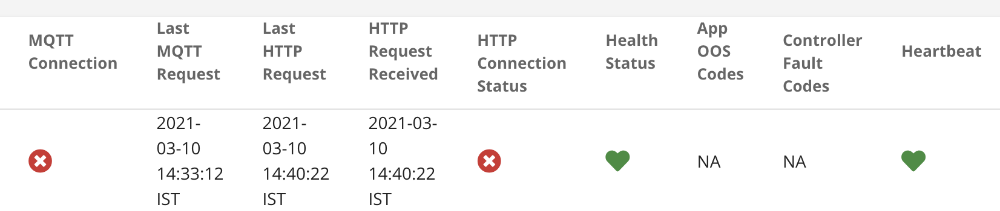 MQTT
Connection
Last
MQTT
Request
Last
HTTP
Request
HTTP
Request
Received
HTTP
Connection
Status
Health
Status
App
OOS
Codes
Controller
Fault
Codes
Heartbeat
2021-
03-10
14:33:12
IST
2021-
03-10
14:40:22
IST
2021-03-
10
14:40:22
IST
NA
NA